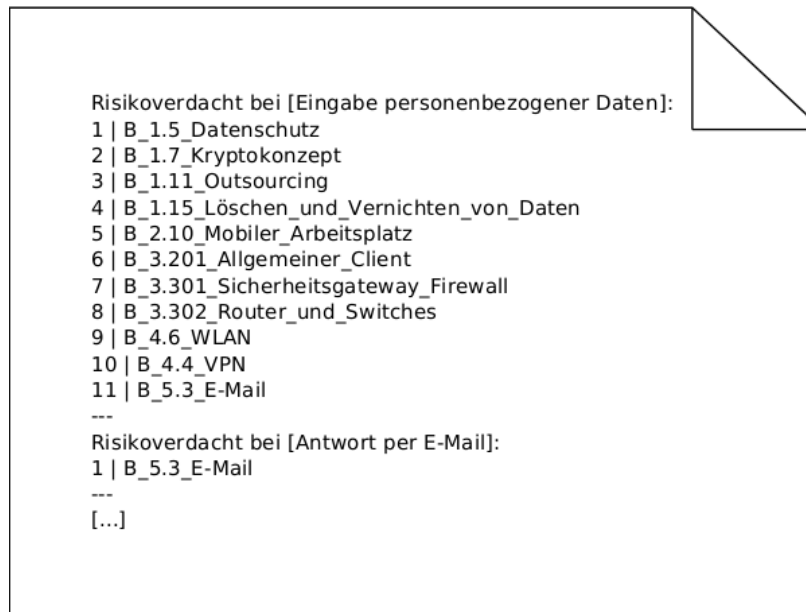 Risikoverdacht bei [Eingabe personenbezogener Daten]:
1 | B_1.5_Datenschutz
2 | B_1.7_Kryptokonzept
3 | B_1.11_Outsourcing
4 | B_1.15_Löschen_und_Vernichten_von_Daten
5 | B_2.10_Mobiler_Arbeitsplatz
6 | B_3.201_Allgemeiner_Client
7 | B_3.301_Sicherheitsgateway_Firewall
8 | B_3.302_Router_und_Switches
9 | B_4.6_WLAN
10 | B_4.4_VPN
11 | B_5.3_E-Mail
---
Risikoverdacht bei [Antwort per E-Mail]:
1 | B_5.3_E-Mail
---
[...]